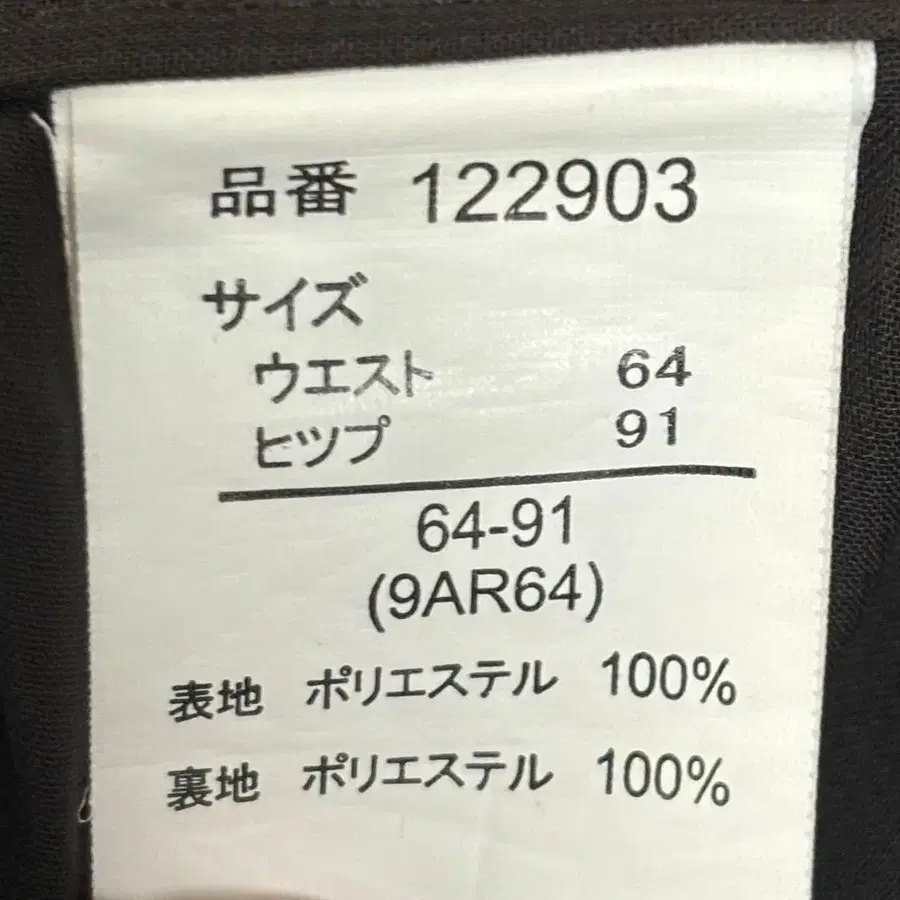 品番 122903
サイズ
ウエスト 64
ヒツプ 91
64-91
(9AR64)
表地 ポリエステル 100%
裏地 ポリエステル 100%